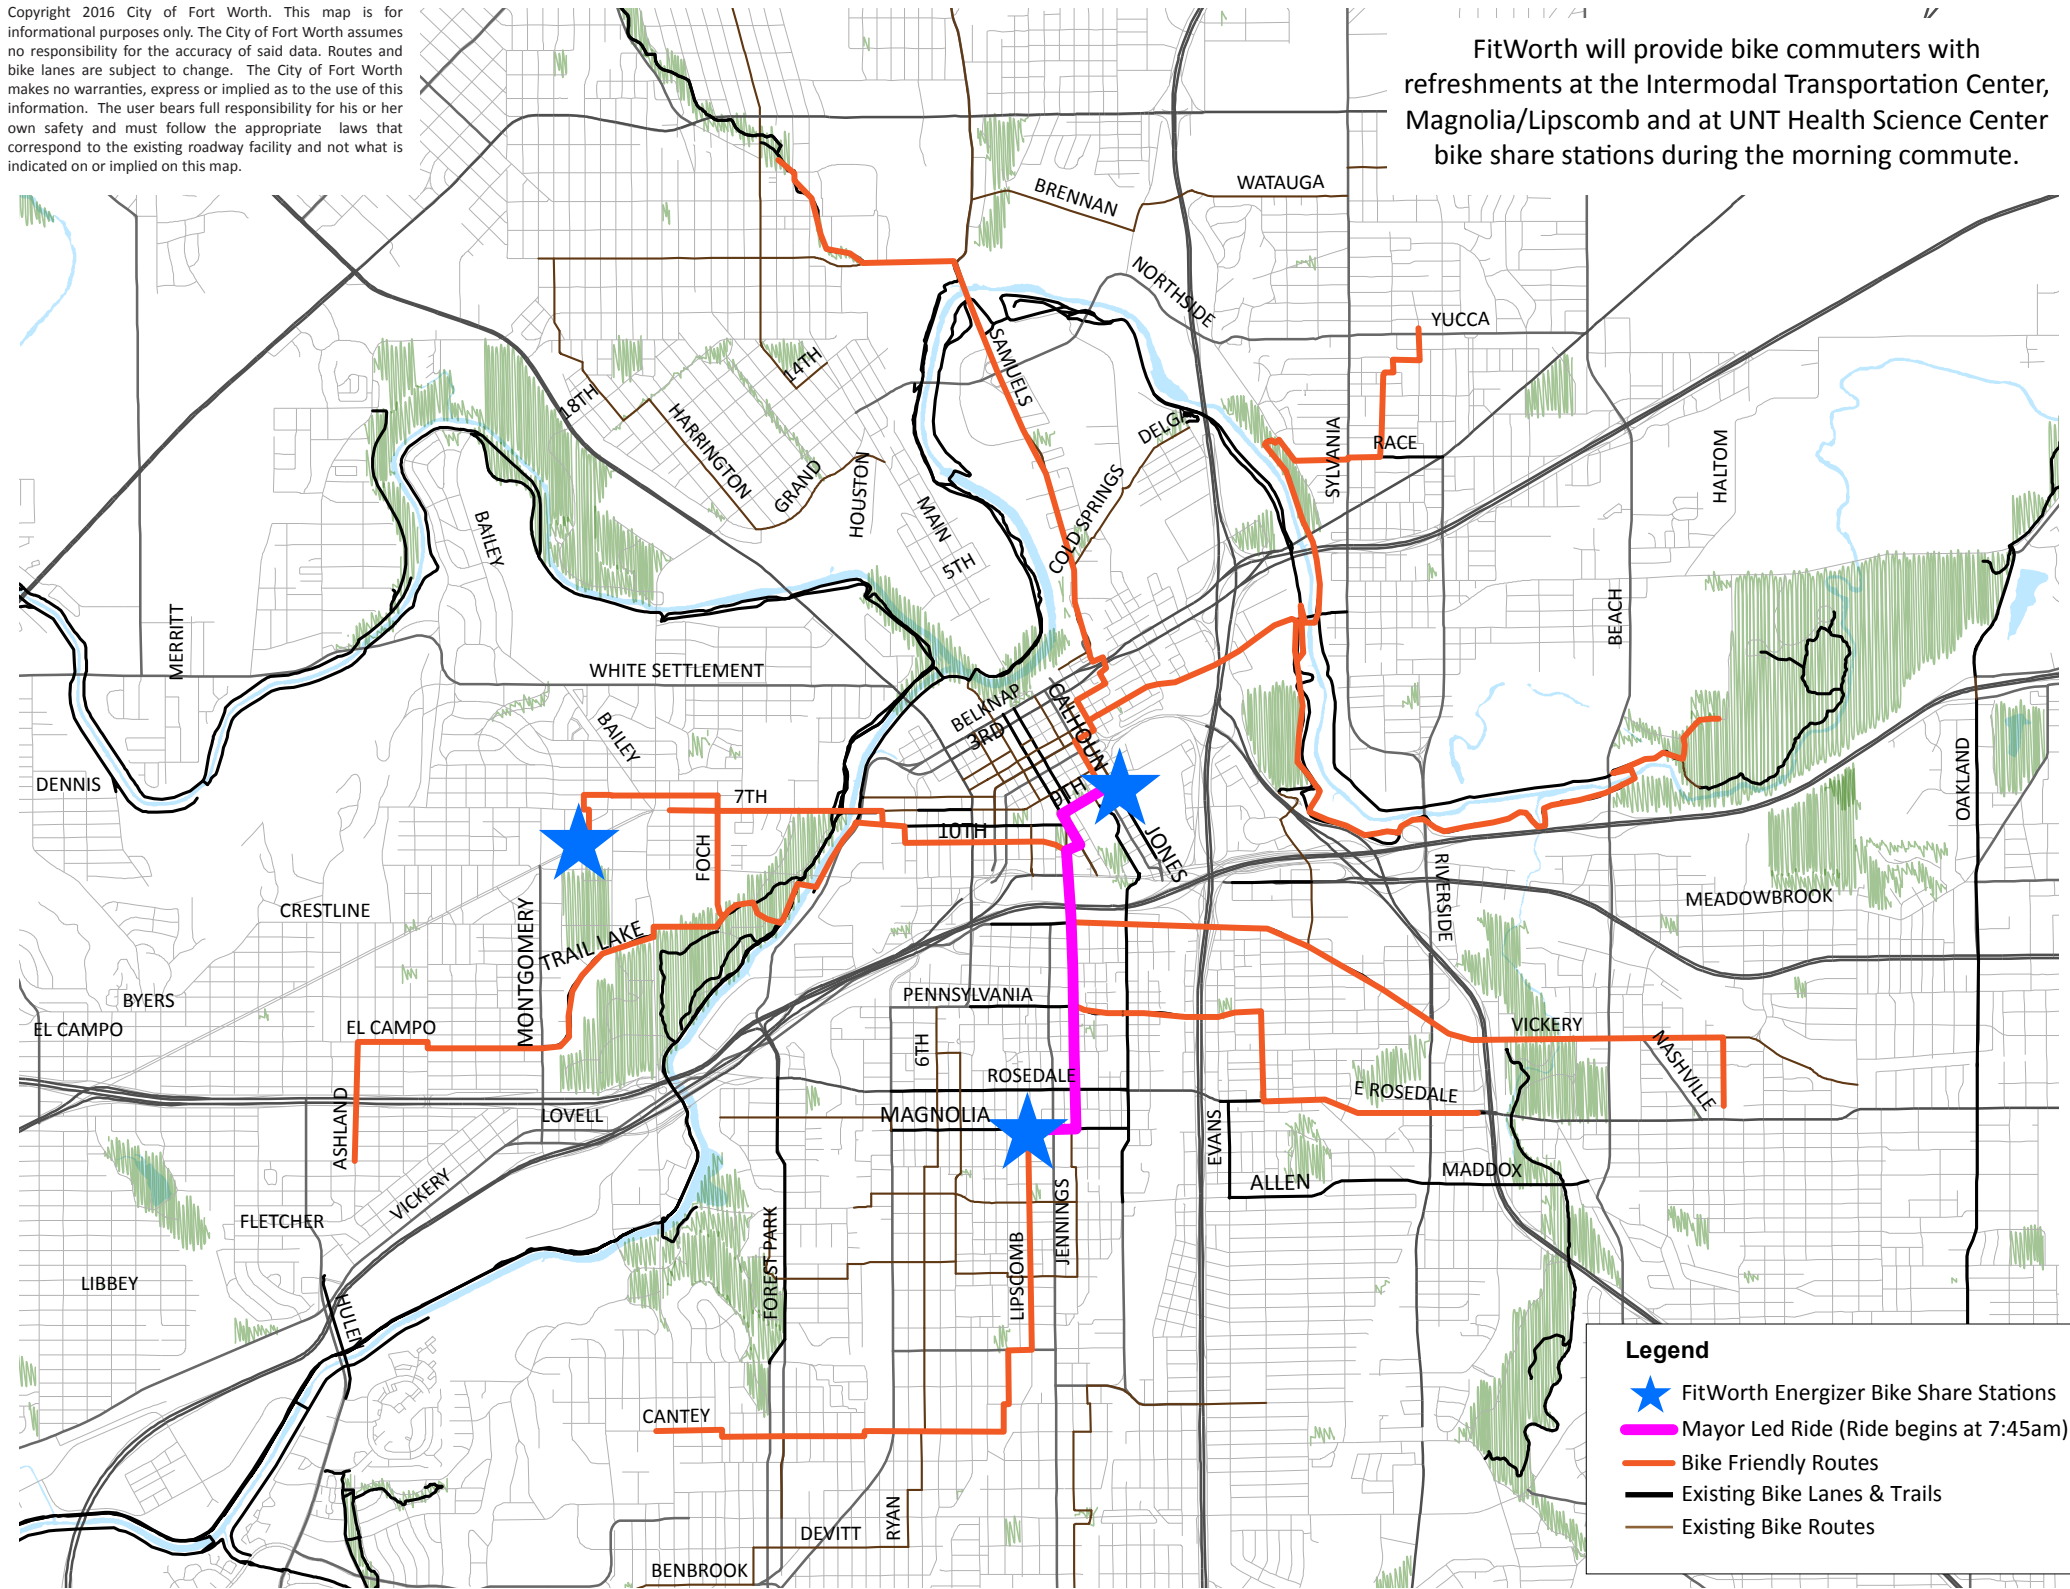 Copyright 2016 City of Fort Worth. This map is for
informational purposes only. The City of Fort Worth assumes
no responsibility for the accuracy of said data. Routes and
bike lanes are subject to change. The City of Fort Worth
makes no warranties, express or implied as to the use of this
information. The user bears full responsibility for his or her
own safety and must follow the appropriate laws that
correspond to the existing roadway facility and not what is
indicated on or implied on this map.
FitWorth will provide bike commuters with
refreshments at the Intermodal Transportation Center,
Magnolia/Lipscomb and at UNT Health Science Center
bike share stations during the morning commute.
BRENNAN
WATAUGA
NORTHSIDE
YUCCA
SAMUELS
14TH
18TH
HARRINGTON
GRAND
HOUSTON
MAIN
5TH
COLD SPRINGS
DELGA
SYLVANIA
RACE
HALTOM
BAILEY
MERRITT
WHITE SETTLEMENT
BEACH
BELKNAP
3RD
CALHOUN
9TH
BAILEY
DENNIS
7TH
10TH
FOCH
JONES
OAKLAND
RIVERSIDE
MEADOWBROOK
CRESTLINE
MONTGOMERY
TRAIL LAKE
BYERS
EL CAMPO
EL CAMPO
PENNSYLVANIA
6TH
VICKERY
NASHVILLE
ROSEDALE
E ROSEDALE
ASHLAND
LOVELL
MAGNOLIA
EVANS
ALLEN
MADDOX
VICKERY
FLETCHER
FOREST PARK
LIPSCOMB
JENNINGS
LIBBEY
HULEN
CANTEY
RYAN
DEVITT
BENBROOK
Legend
FitWorth Energizer Bike Share Stations
Mayor Led Ride (Ride begins at 7:45am)
Bike Friendly Routes
Existing Bike Lanes & Trails
Existing Bike Routes